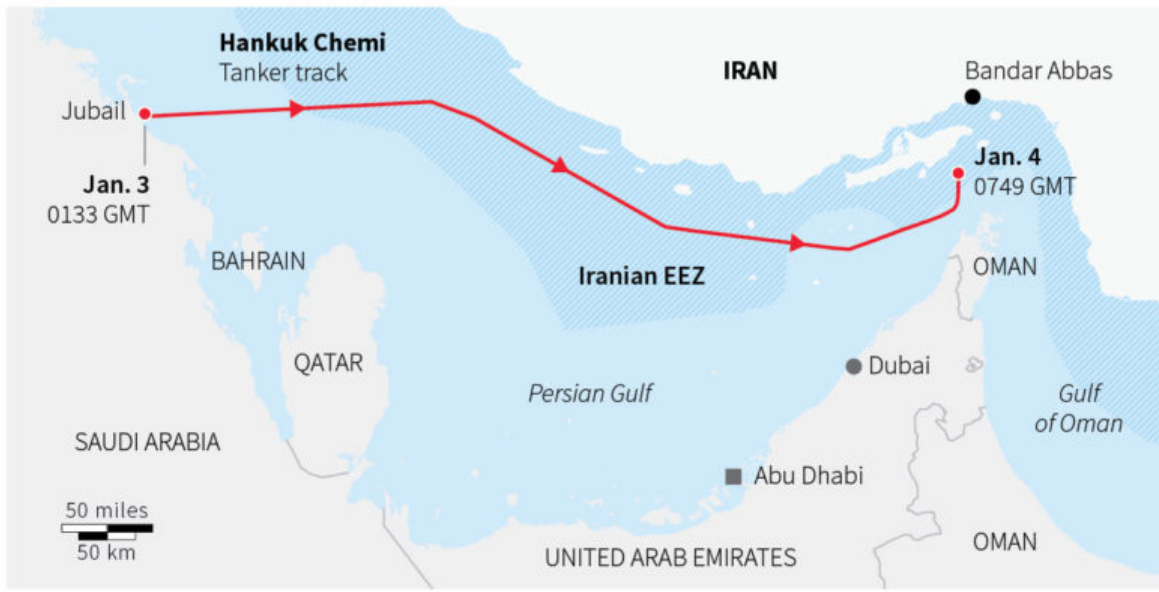 Hankuk Chemi
Tanker track
IRAN
Bandar Abbas
Jubail
Jan. 3
0133 GMT
Jan. 4
0749 GMT
BAHRAIN
Iranian EEZ
OMAN
QATAR
Persian Gulf
Dubai
Gulf
of Oman
SAUDI ARABIA
Abu Dhabi
50 miles
50 km
UNITED ARAB EMIRATES
OMAN